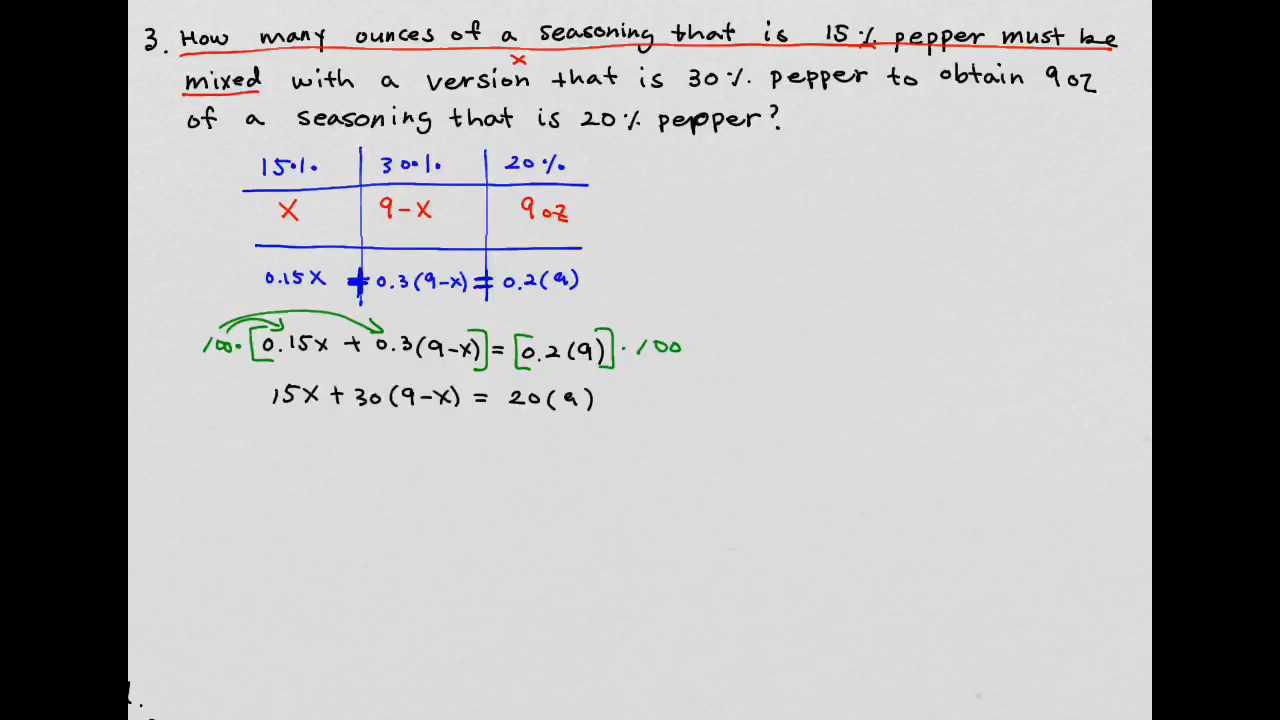 3. How many ounces of a seasoning that is 15% pepper must be
x
mixed with a version that is 30% pepper to obtain 9 oz
of a seasoning that is 20% pepper?
15% 30% 20%
x 9-x 9 oz
0.15x + 0.3(9-x) = 0.2(9)
100·[0.15x + 0.3(9-x)] = [0.2(9)]·100
15x + 30(9-x) = 20(9)